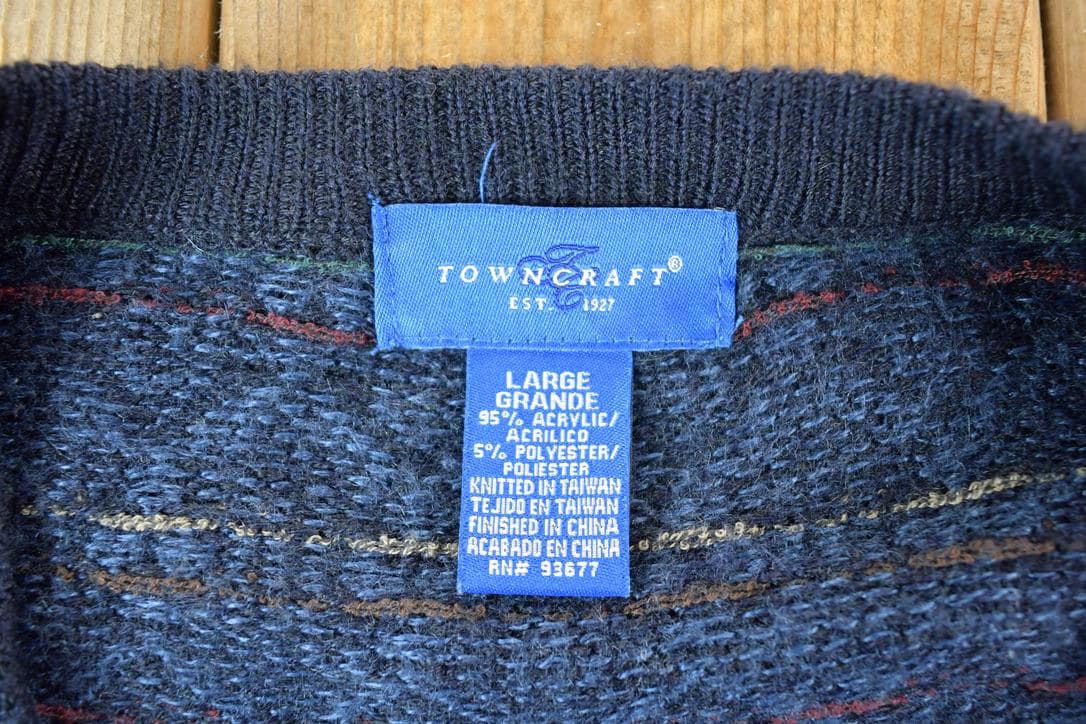 TOWNCRAFT®
EST. 1927
LARGE
GRANDE
95% ACRYLIC/
ACRILICO
5% POLYESTER/
POLIESTER
KNITTED IN TAIWAN
TEJIDO EN TAIWAN
FINISHED IN CHINA
ACABADO EN CHINA
RN# 93677